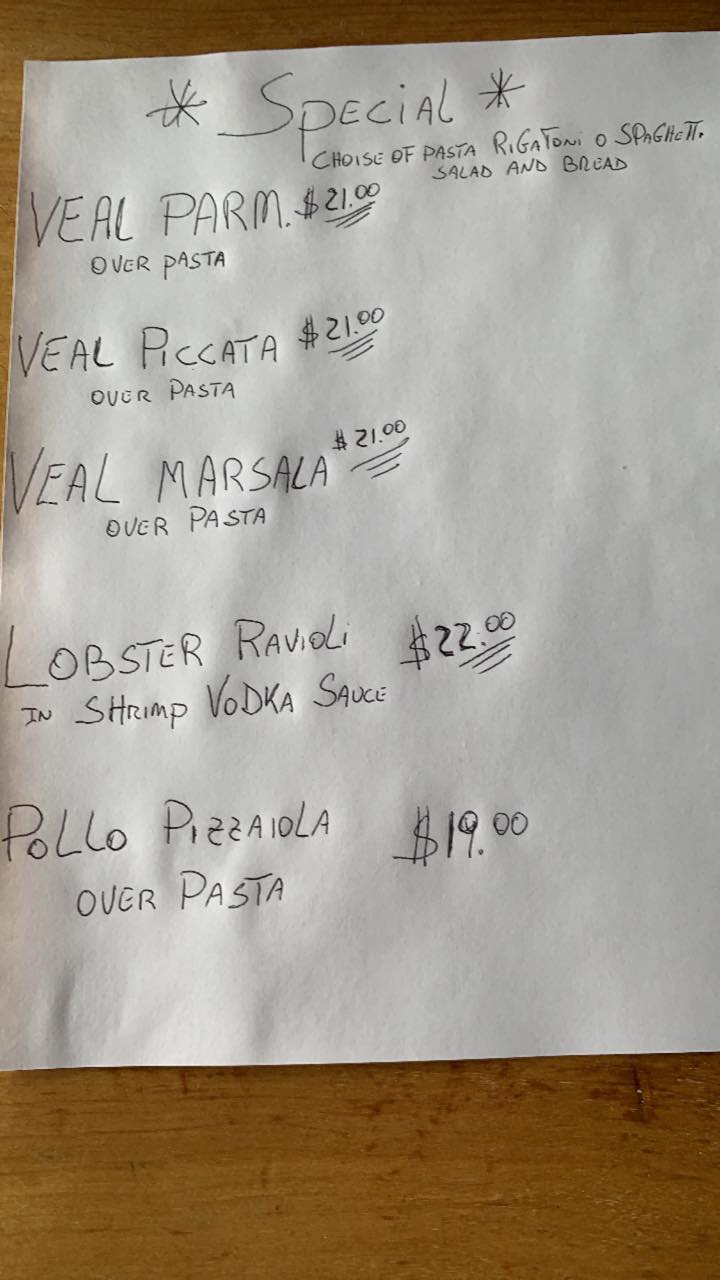 * Special *
CHOISE OF PASTA RIGATONI O SPAGHETTi
SALAD AND BREAD
VEAL PARM. $21.00
OVER PASTA
VEAL PICCATA $21.00
OVER PASTA
VEAL MARSALA $21.00
OVER PASTA
LOBSTER RAVIOLI $22.00
IN SHRIMP VODKA SAUCE
POLLO PIZZAIOLA $19.00
OVER PASTA